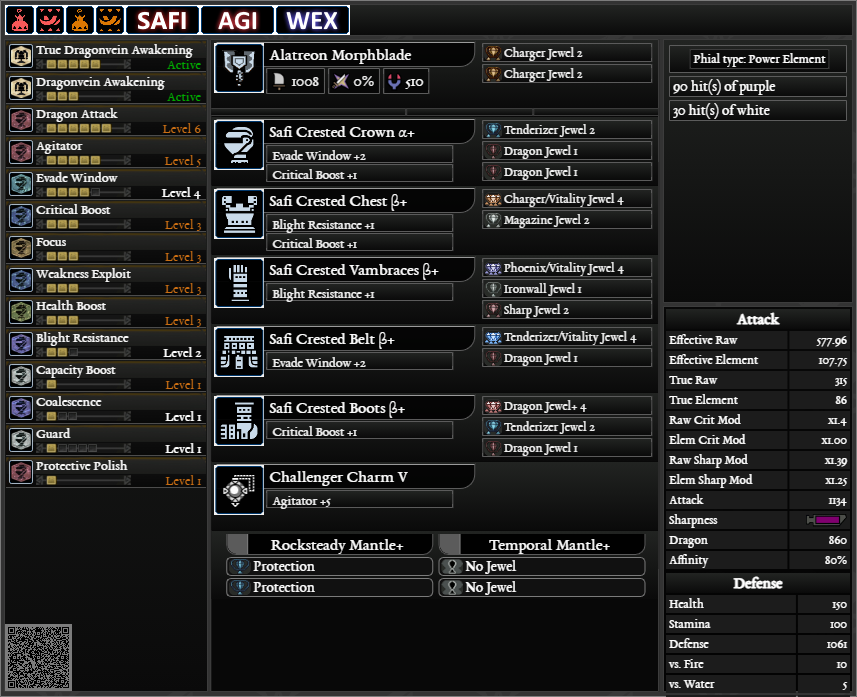 SAFI AGI WEX
True Dragonvein Awakening
Active
Dragonvein Awakening
Active
Dragon Attack
Level 6
Agitator
Level 5
Evade Window
Level 4
Critical Boost
Level 3
Focus
Level 3
Weakness Exploit
Level 3
Health Boost
Level 3
Blight Resistance
Level 2
Capacity Boost
Level 1
Coalescence
Level 1
Guard
Level 1
Protective Polish
Level 1
Alatreon Morphblade
1008 0% 510
Charger Jewel 2
Charger Jewel 2
Safi Crested Crown α+
Evade Window +2
Critical Boost +1
Tenderizer Jewel 2
Dragon Jewel 1
Dragon Jewel 1
Safi Crested Chest β+
Blight Resistance +1
Critical Boost +1
Charger/Vitality Jewel 4
Magazine Jewel 2
Safi Crested Vambraces β+
Blight Resistance +1
Phoenix/Vitality Jewel 4
Ironwall Jewel 1
Sharp Jewel 2
Safi Crested Belt β+
Evade Window +2
Tenderizer/Vitality Jewel 4
Dragon Jewel 1
Safi Crested Boots β+
Critical Boost +1
Dragon Jewel+ 4
Tenderizer Jewel 2
Dragon Jewel 1
Challenger Charm V
Agitator +5
Rocksteady Mantle+
Protection
Protection
Temporal Mantle+
No Jewel
No Jewel
Phial type: Power Element
90 hit(s) of purple
30 hit(s) of white
Attack
Effective Raw 577.96
Effective Element 107.75
True Raw 315
True Element 86
Raw Crit Mod x1.4
Elem Crit Mod x1.00
Raw Sharp Mod x1.39
Elem Sharp Mod x1.25
Attack 1134
Sharpness
Dragon 860
Affinity 80%
Defense
Health 150
Stamina 100
Defense 1061
vs. Fire 10
vs. Water 5